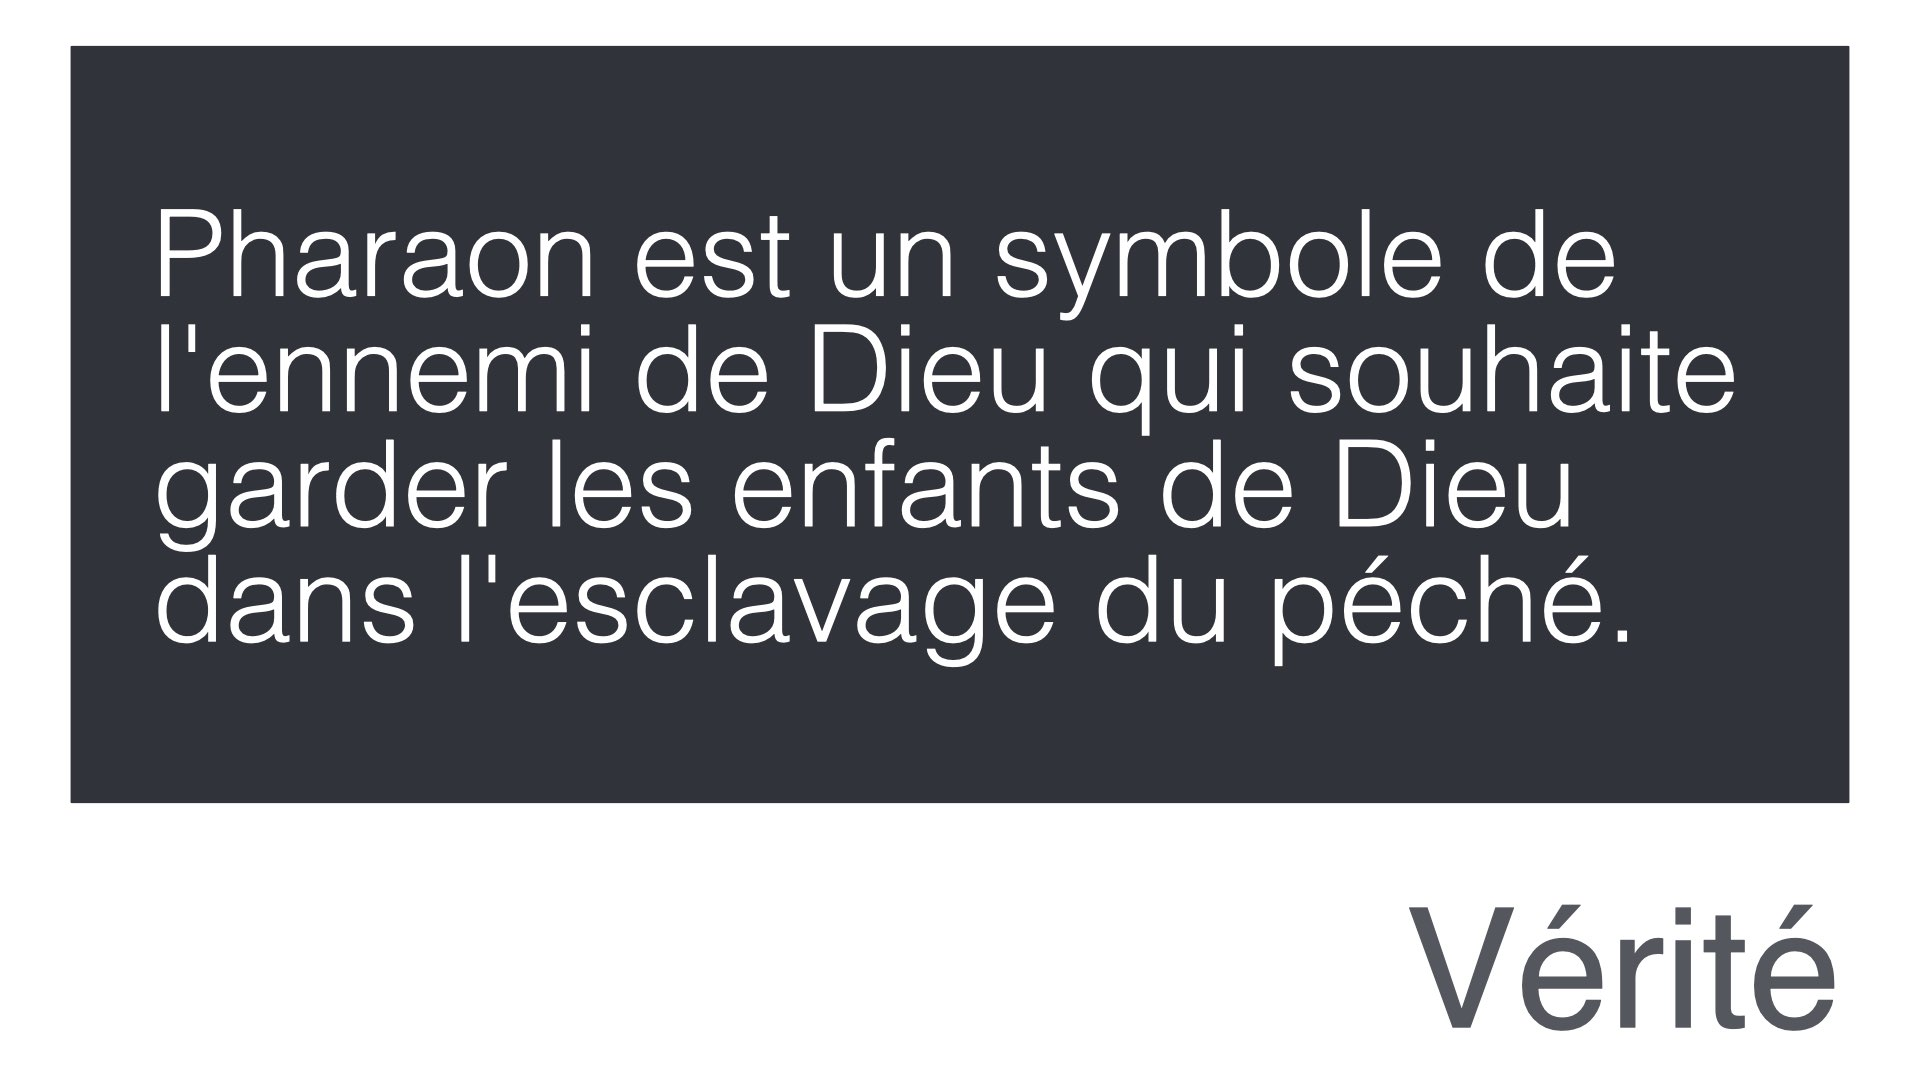 Pharaon est un symbole de
l'ennemi de Dieu qui souhaite
garder les enfants de Dieu
dans l'esclavage du péché.
Vérité